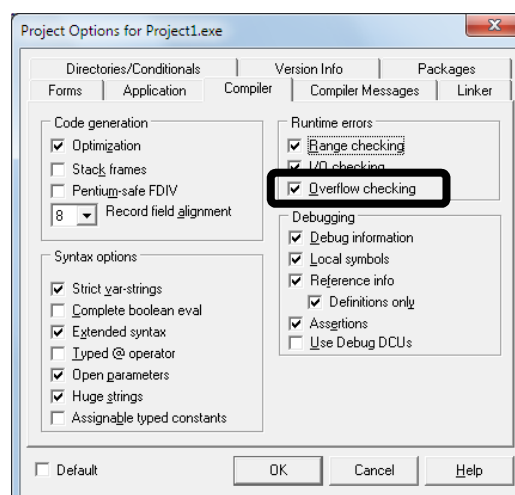 Project Options for Project1.exe
Directories/Conditionals
Version Info
Packages
Forms
Application
Compiler
Compiler Messages
Linker
Code generation
Optimization
Stack frames
Pentium-safe FDIV
8
Record field alignment
Syntax options
Strict var-strings
Complete boolean eval
Extended syntax
Typed @ operator
Open parameters
Huge strings
Assignable typed constants
Runtime errors
Range checking
I/O checking
Overflow checking
Debugging
Debug information
Local symbols
Reference info
Definitions only
Assertions
Use Debug DCUs
Default
OK
Cancel
Help